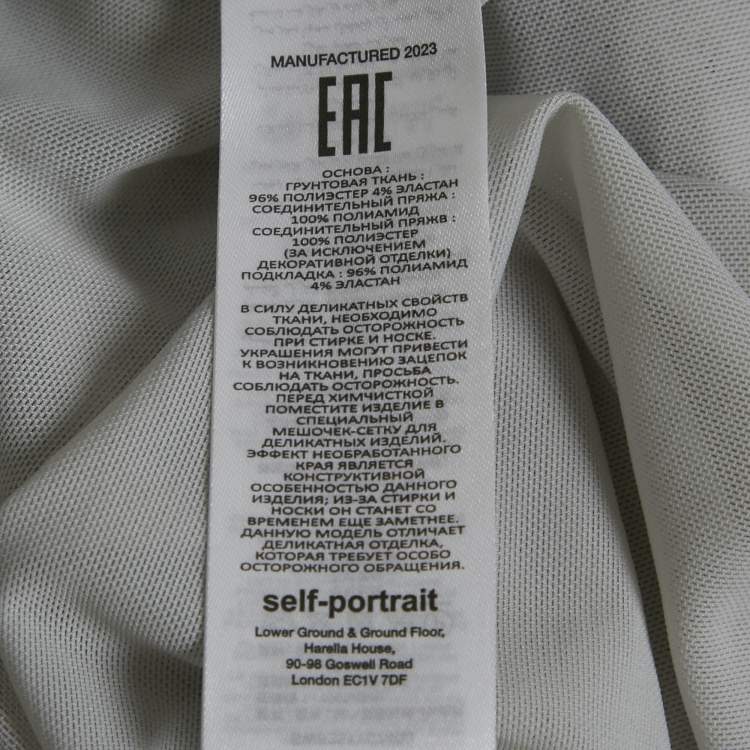 MANUFACTURED 2023
EAC
ОСНОВА :
ГРУНТОВАЯ ТКАНЬ :
96% ПОЛИЭСТЕР 4% ЭЛАСТАН
СОЕДИНИТЕЛЬНЫЙ ПРЯЖА :
100% ПОЛИАМИД
СОЕДИНИТЕЛЬНЫЙ ПРЯЖВ :
100% ПОЛИЭСТЕР
(ЗА ИСКЛЮЧЕНИЕМ
ДЕКОРАТИВНОЙ ОТДЕЛКИ)
ПОДКЛАДКА : 96% ПОЛИАМИД
4% ЭЛАСТАН
В СИЛУ ДЕЛИКАТНЫХ СВОЙСТВ
ТКАНИ, НЕОБХОДИМО
СОБЛЮДАТЬ ОСТОРОЖНОСТЬ
ПРИ СТИРКЕ И НОСКЕ.
УКРАШЕНИЯ МОГУТ ПРИВЕСТИ
К ВОЗНИКНОВЕНИЮ ЗАЦЕПОК
НА ТКАНИ, ПРОСЬБА
СОБЛЮДАТЬ ОСТОРОЖНОСТЬ.
ПЕРЕД ХИМЧИСТКОЙ
ПОМЕСТИТЕ ИЗДЕЛИЕ В
СПЕЦИАЛЬНЫЙ
МЕШОЧЕК-СЕТКУ ДЛЯ
ДЕЛИКАТНЫХ ИЗДЕЛИЙ.
ЭФФЕКТ НЕОБРАБОТАННОГО
КРАЯ ЯВЛЯЕТСЯ
КОНСТРУКТИВНОЙ
ОСОБЕННОСТЬЮ ДАННОГО
ИЗДЕЛИЯ; ИЗ-ЗА СТИРКИ И
НОСКИ ОН СТАНЕТ СО
ВРЕМЕНЕМ ЕЩЕ ЗАМЕТНЕЕ.
ДАННУЮ МОДЕЛЬ ОТЛИЧАЕТ
ДЕЛИКАТНАЯ ОТДЕЛКА,
КОТОРАЯ ТРЕБУЕТ ОСОБО
ОСТОРОЖНОГО ОБРАЩЕНИЯ.
self-portrait
Lower Ground & Ground Floor,
Harella House,
90-98 Goswell Road
London EC1V 7DF